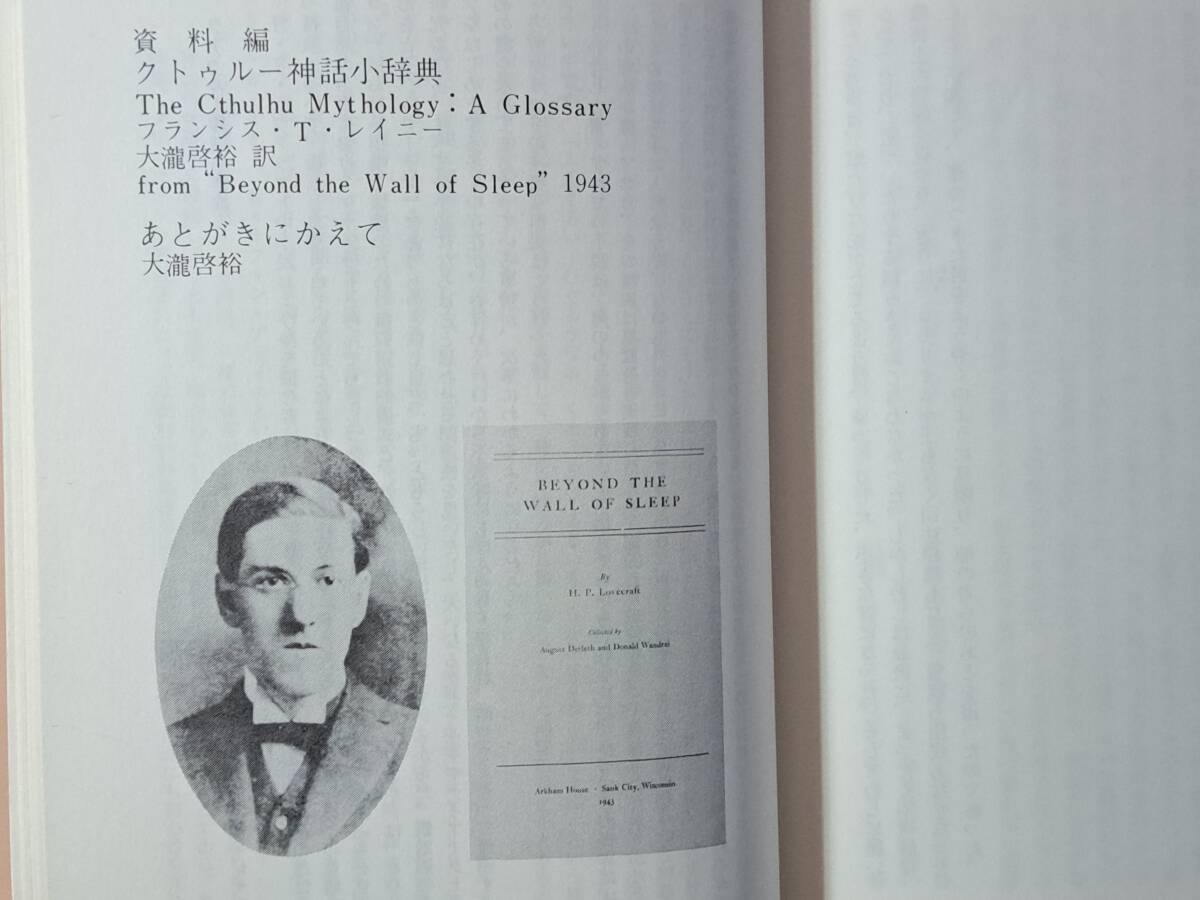 資料編
クトゥルー神話小辞典
The Cthulhu Mythology: A Glossary
フランシス・T・レイニー
大瀧啓裕 訳
from “Beyond the Wall of Sleep” 1943
あとがきにかえて
大瀧啓裕
BEYOND THE
WALL OF SLEEP
By
H. P. Lovecraft
Collected by
August Derleth and Donald Wandrei
Arkham House · Sauk City, Wisconsin
1943